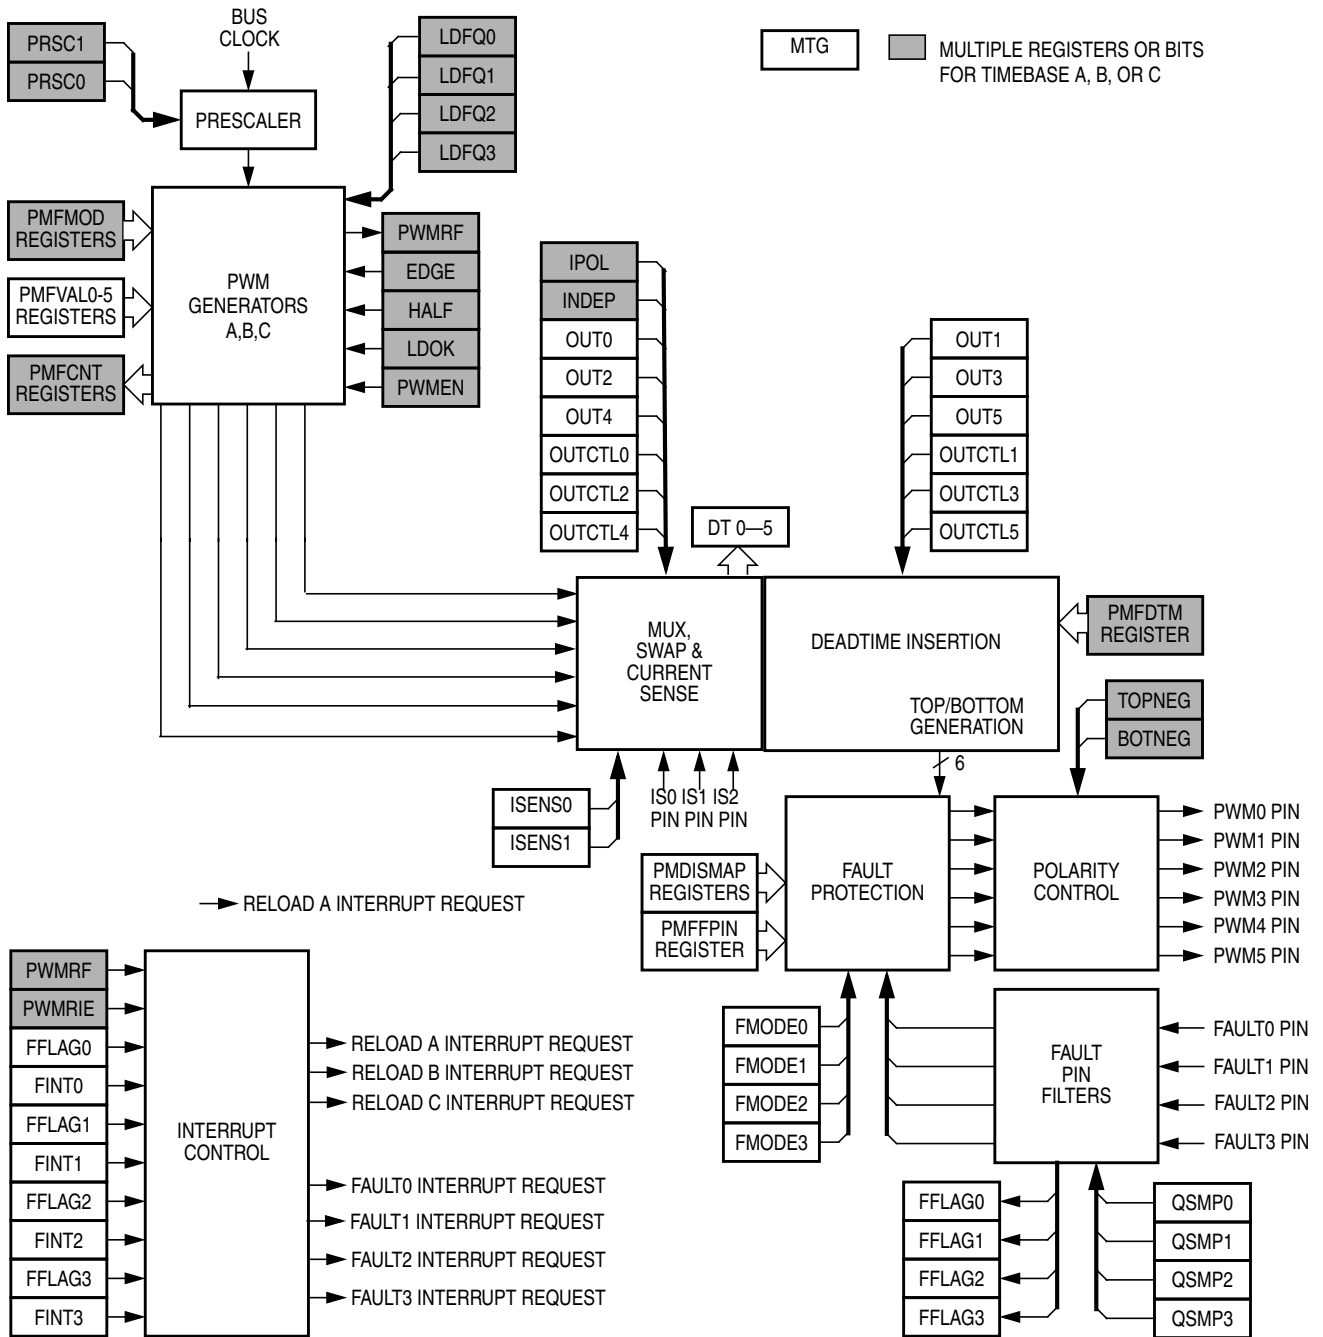 PRSC1
PRSC0
BUS
CLOCK
PRESCALER
LDFQ0
LDFQ1
LDFQ2
LDFQ3
MTG
MULTIPLE REGISTERS OR BITS
FOR TIMEBASE A, B, OR C
PMFMOD
REGISTERS
PMFVAL0-5
REGISTERS
PMFCNT
REGISTERS
PWM
GENERATORS
A,B,C
PWMRF
EDGE
HALF
LDOK
PWMEN
IPOL
INDEP
OUT0
OUT2
OUT4
OUTCTL0
OUTCTL2
OUTCTL4
DT 0—5
OUT1
OUT3
OUT5
OUTCTL1
OUTCTL3
OUTCTL5
MUX,
SWAP &
CURRENT
SENSE
DEADTIME INSERTION
TOP/BOTTOM
GENERATION
PMFDTM
REGISTER
TOPNEG
BOTNEG
6
ISENS0
ISENS1
IS0 IS1 IS2
PIN PIN PIN
PMDISMAP
REGISTERS
PMFFPIN
REGISTER
FAULT
PROTECTION
POLARITY
CONTROL
PWM0 PIN
PWM1 PIN
PWM2 PIN
PWM3 PIN
PWM4 PIN
PWM5 PIN
RELOAD A INTERRUPT REQUEST
PWMRF
PWMRIE
FFLAG0
FINT0
FFLAG1
FINT1
FFLAG2
FINT2
FFLAG3
FINT3
INTERRUPT
CONTROL
RELOAD A INTERRUPT REQUEST
RELOAD B INTERRUPT REQUEST
RELOAD C INTERRUPT REQUEST
FAULT0 INTERRUPT REQUEST
FAULT1 INTERRUPT REQUEST
FAULT2 INTERRUPT REQUEST
FAULT3 INTERRUPT REQUEST
FMODE0
FMODE1
FMODE2
FMODE3
FAULT
PIN
FILTERS
FAULT0 PIN
FAULT1 PIN
FAULT2 PIN
FAULT3 PIN
FFLAG0
FFLAG1
FFLAG2
FFLAG3
QSMP0
QSMP1
QSMP2
QSMP3